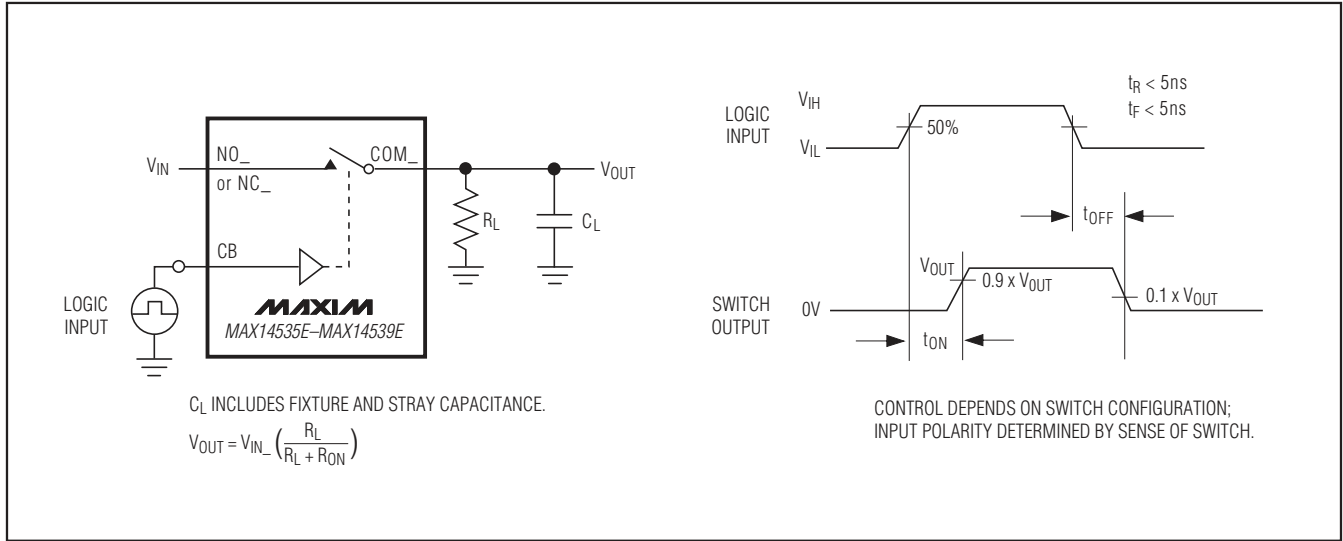 V_IN
NO_
or NC_
COM_
V_OUT
R_L
C_L
CB
LOGIC
INPUT
MAXIM
MAX14535E–MAX14539E
C_L INCLUDES FIXTURE AND STRAY CAPACITANCE.
V_OUT = V_IN_ (R_L / (R_L + R_ON))
LOGIC
INPUT
V_IH
V_IL
50%
t_R < 5ns
t_F < 5ns
t_OFF
SWITCH
OUTPUT
V_OUT
0V
0.9 x V_OUT
0.1 x V_OUT
t_ON
CONTROL DEPENDS ON SWITCH CONFIGURATION;
INPUT POLARITY DETERMINED BY SENSE OF SWITCH.